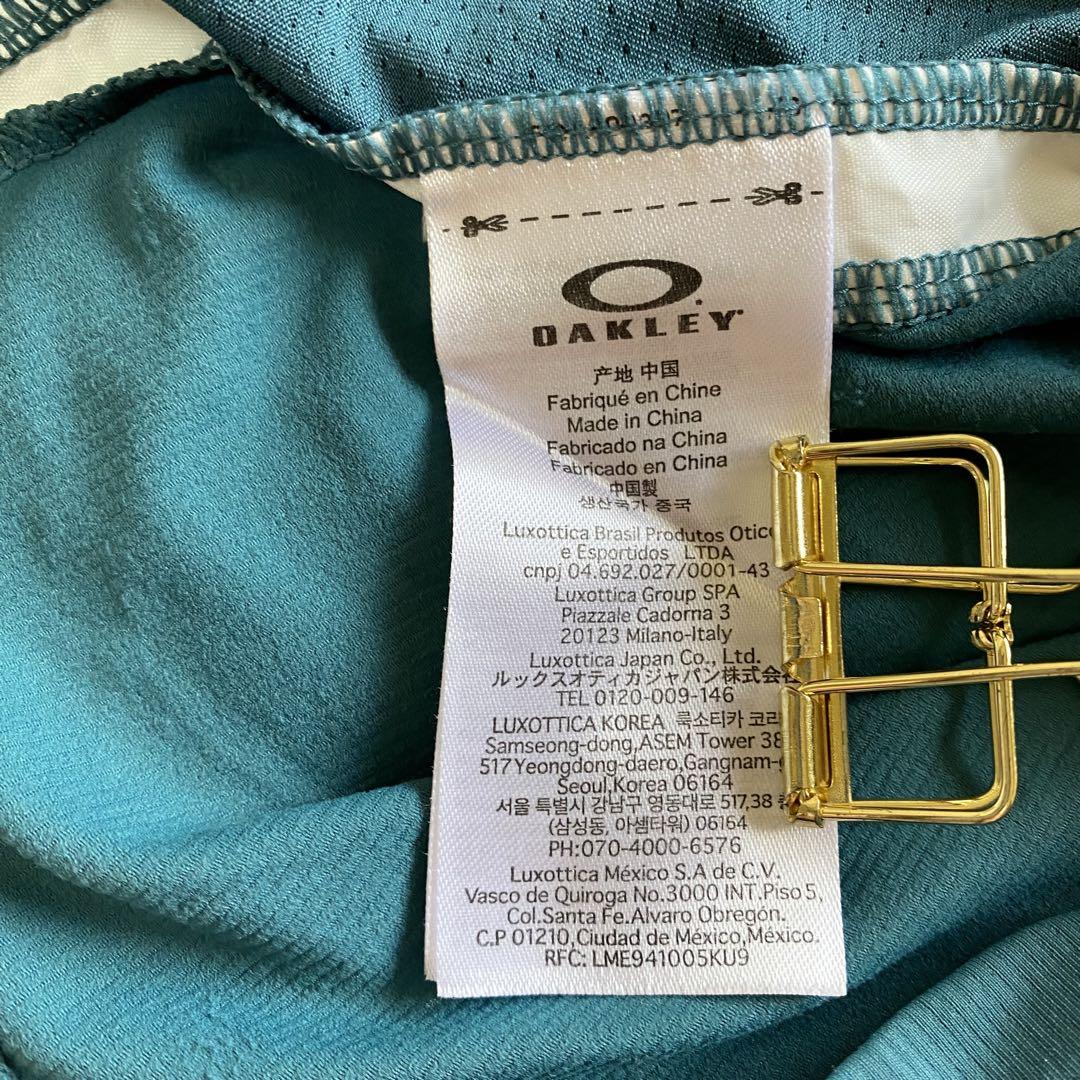 OAKLEY
产地 中国
Fabriqué en Chine
Made in China
Fabricado na China
Fabricado en China
中国製
생산국가 중국
Luxottica Brasil Produtos
e Esportidos LTDA
cnpj 04.692.027/0001-43
Luxottica Group SPA
Piazzale Cadorna 3
20123 Milano-Italy
Luxottica Japan Co., Ltd.
ルックスオティカジャパン株式会社
TEL 0120-009-146
LUXOTTICA KOREA 룩소티카
Samseong-dong,ASEM Tower 38
517Yeongdong-daero,Gangnam-
Seoul,Korea 06164
서울 특별시 강남구 영동대로 517,38
(삼성동, 아셈타워) 06164
PH:070-4000-6576
Luxottica México S.A de C.V.
Vasco de Quiroga No.3000 INT.Piso 5,
Col.Santa Fe.Alvaro Obregón.
C.P 01210,Ciudad de México,México.
RFC: LME941005KU9